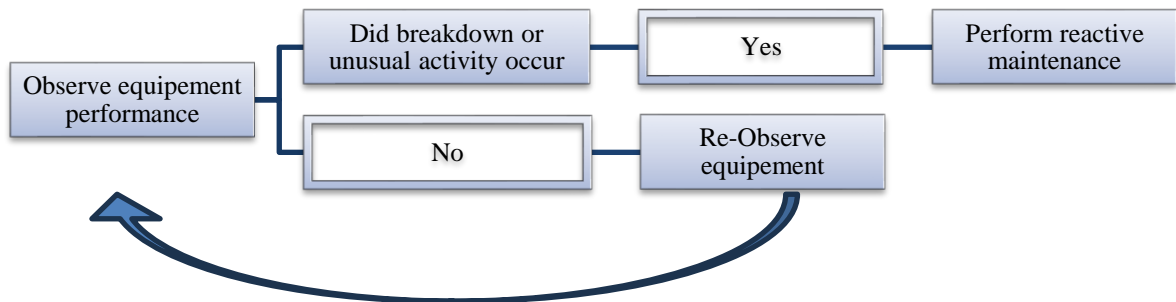 Observe equipement
performance
Did breakdown or
unusual activity occur
Yes
Perform reactive
maintenance
No
Re-Observe
equipement